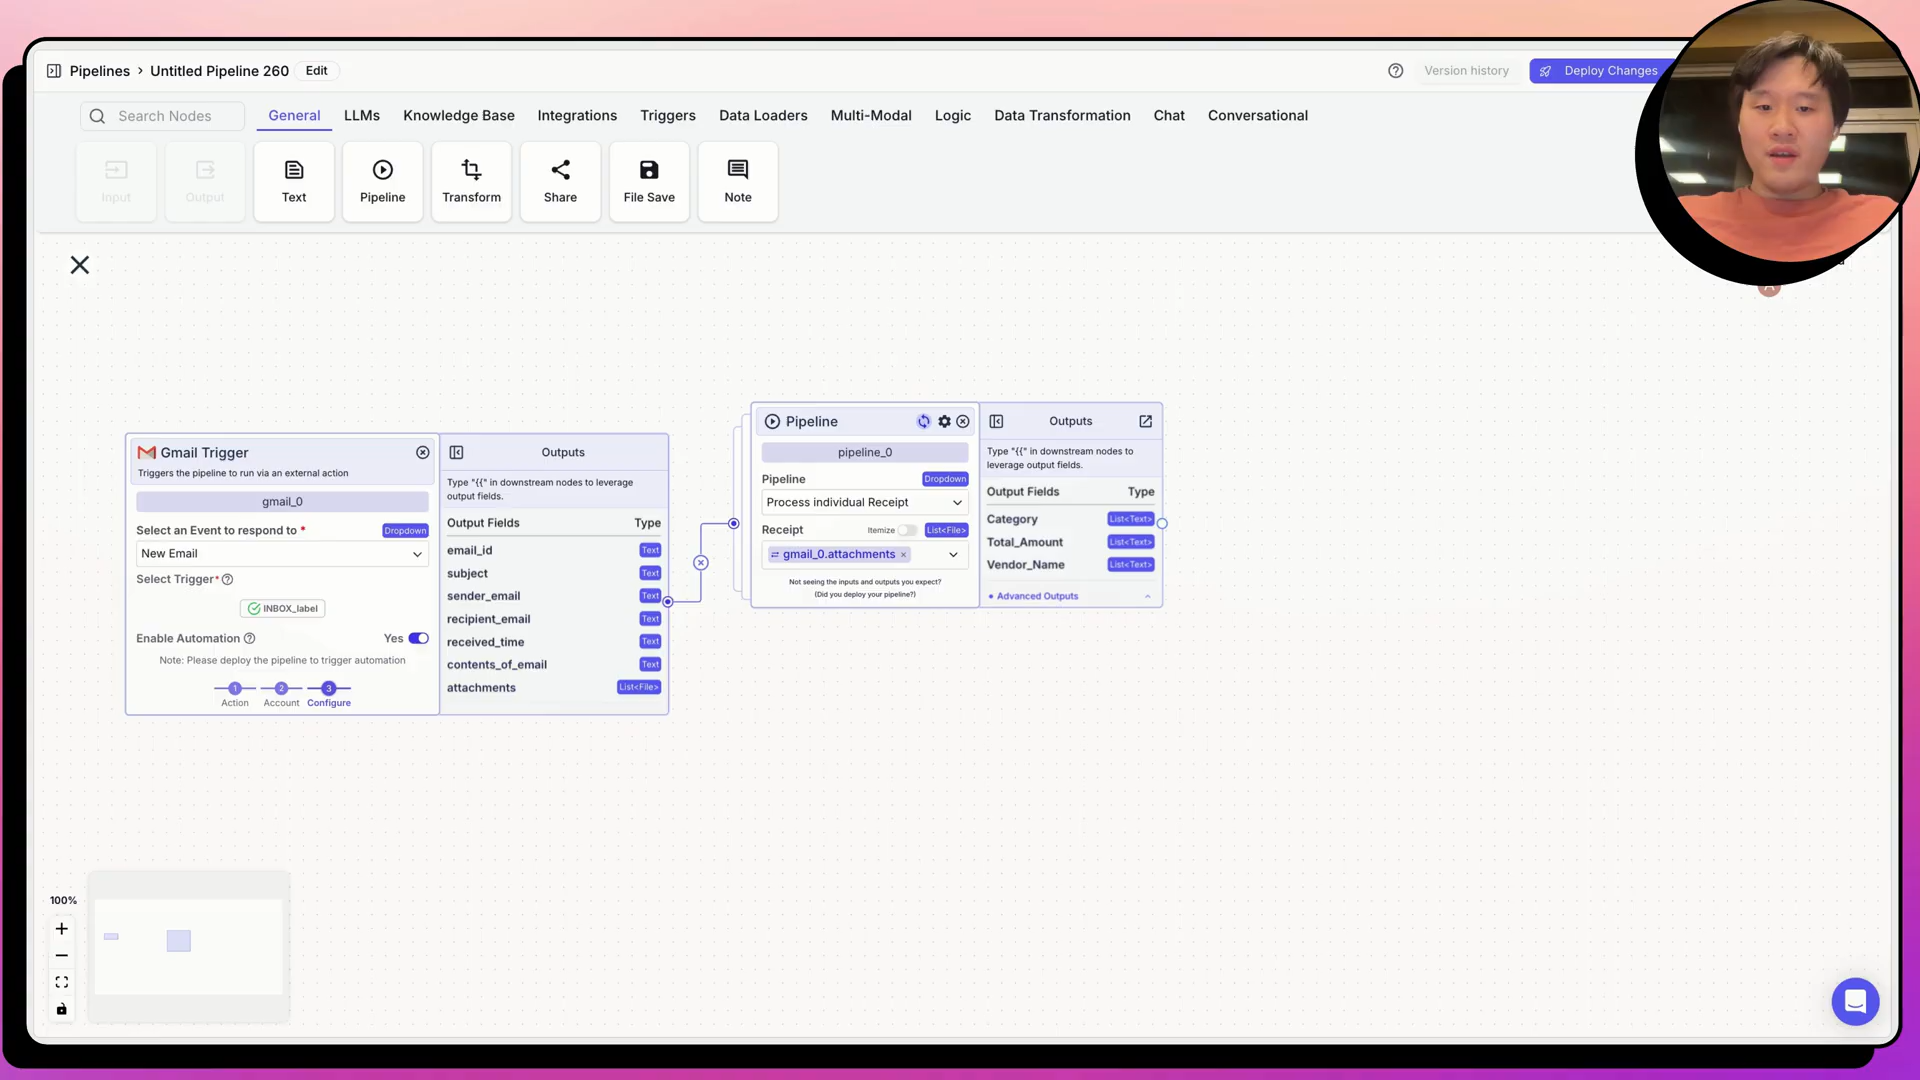 Pipelines › Untitled Pipeline 260 Edit
Version history
Deploy Changes
Search Nodes
General LLMs Knowledge Base Integrations Triggers Data Loaders Multi-Modal Logic Data Transformation Chat Conversational
Input
Output
Text
Pipeline
Transform
Share
File Save
Note
Gmail Trigger
Triggers the pipeline to run via an external action
gmail_0
Select an Event to respond to * Dropdown
New Email
Select Trigger*
INBOX_label
Enable Automation Yes
Note: Please deploy the pipeline to trigger automation
1 2 3
Action Account Configure
Outputs
Type "{{" in downstream nodes to leverage
output fields.
Output Fields Type
email_id Text
subject Text
sender_email Text
recipient_email Text
received_time Text
contents_of_email Text
attachments List<File>
Pipeline
pipeline_0
Pipeline Dropdown
Process individual Receipt
Receipt Itemize List<File>
gmail_0.attachments ×
Not seeing the inputs and outputs you expect?
(Did you deploy your pipeline?)
Outputs
Type "{{" in downstream nodes to
leverage output fields.
Output Fields Type
Category List<Text>
Total_Amount List<Text>
Vendor_Name List<Text>
Advanced Outputs
100%